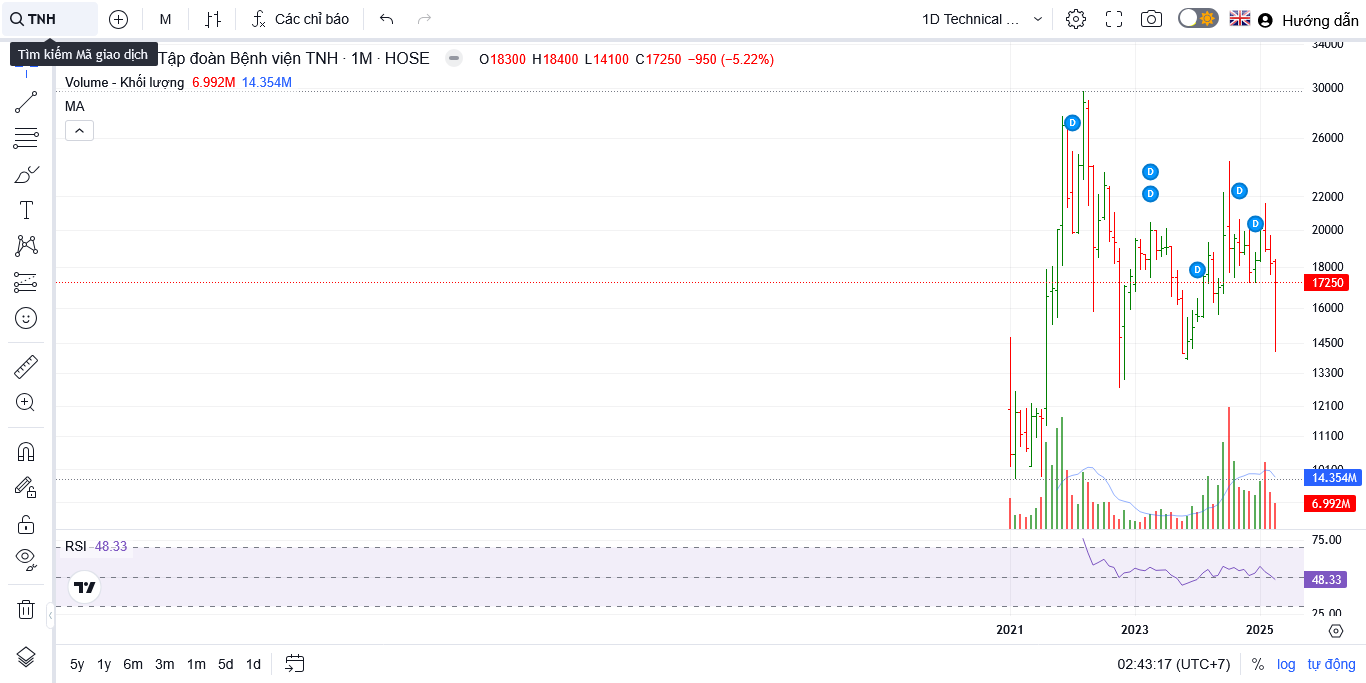 TNH
M
Các chỉ báo
1D Technical ...
Hướng dẫn
Tìm kiếm Mã giao dịch
Tập đoàn Bệnh viện TNH · 1M · HOSE
O18300 H18400 L14100 C17250 −950 (−5.22%)
Volume - Khối lượng 6.992M 14.354M
MA
34000
30000
26000
22000
20000
18000
17250
16000
14500
13300
12100
11100
10100
14.354M
6.992M
D
D
D
D
D
D
RSI 48.33
75.00
48.33
25.00
2021 2023 2025
5y 1y 6m 3m 1m 5d 1d
02:43:17 (UTC+7) % log tự động